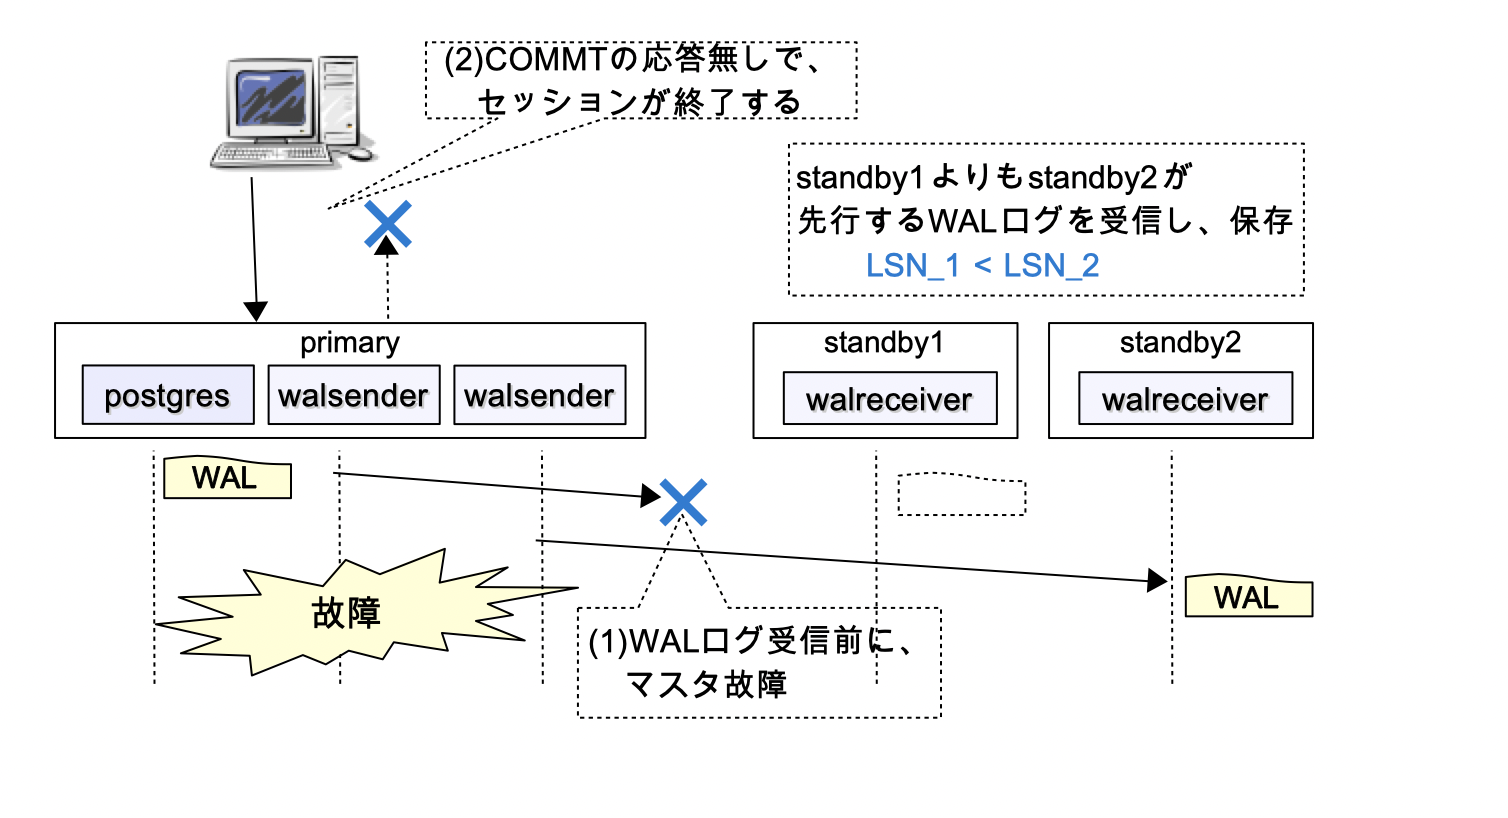 (2)COMMTの応答無しで、
セッションが終了する
standby1よりもstandby2が
先行するWALログを受信し、保存
LSN_1 < LSN_2
primary
postgres
walsender
walsender
standby1
walreceiver
standby2
walreceiver
WAL
故障
(1)WALログ受信前に、
マスタ故障
WAL